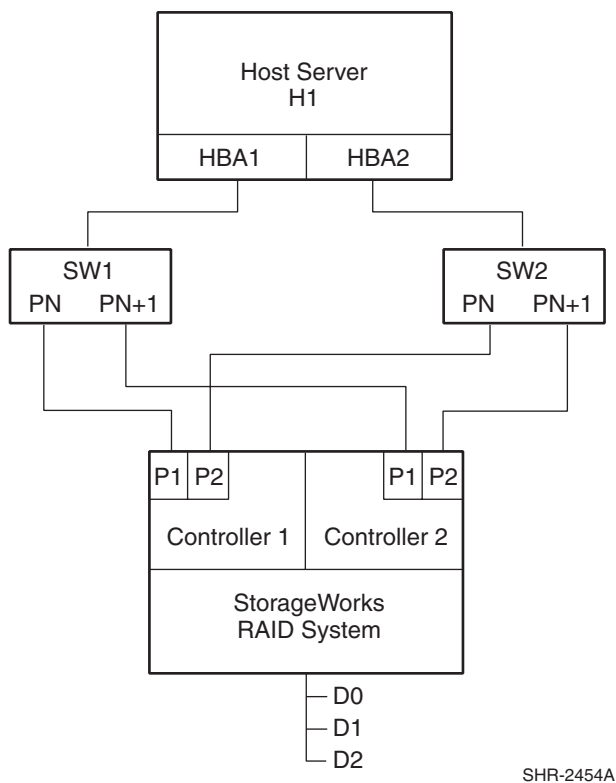 Host Server
H1
HBA1 HBA2
SW1
PN PN+1
SW2
PN PN+1
P1 P2
P1 P2
Controller 1
Controller 2
StorageWorks
RAID System
D0
D1
D2
SHR-2454A